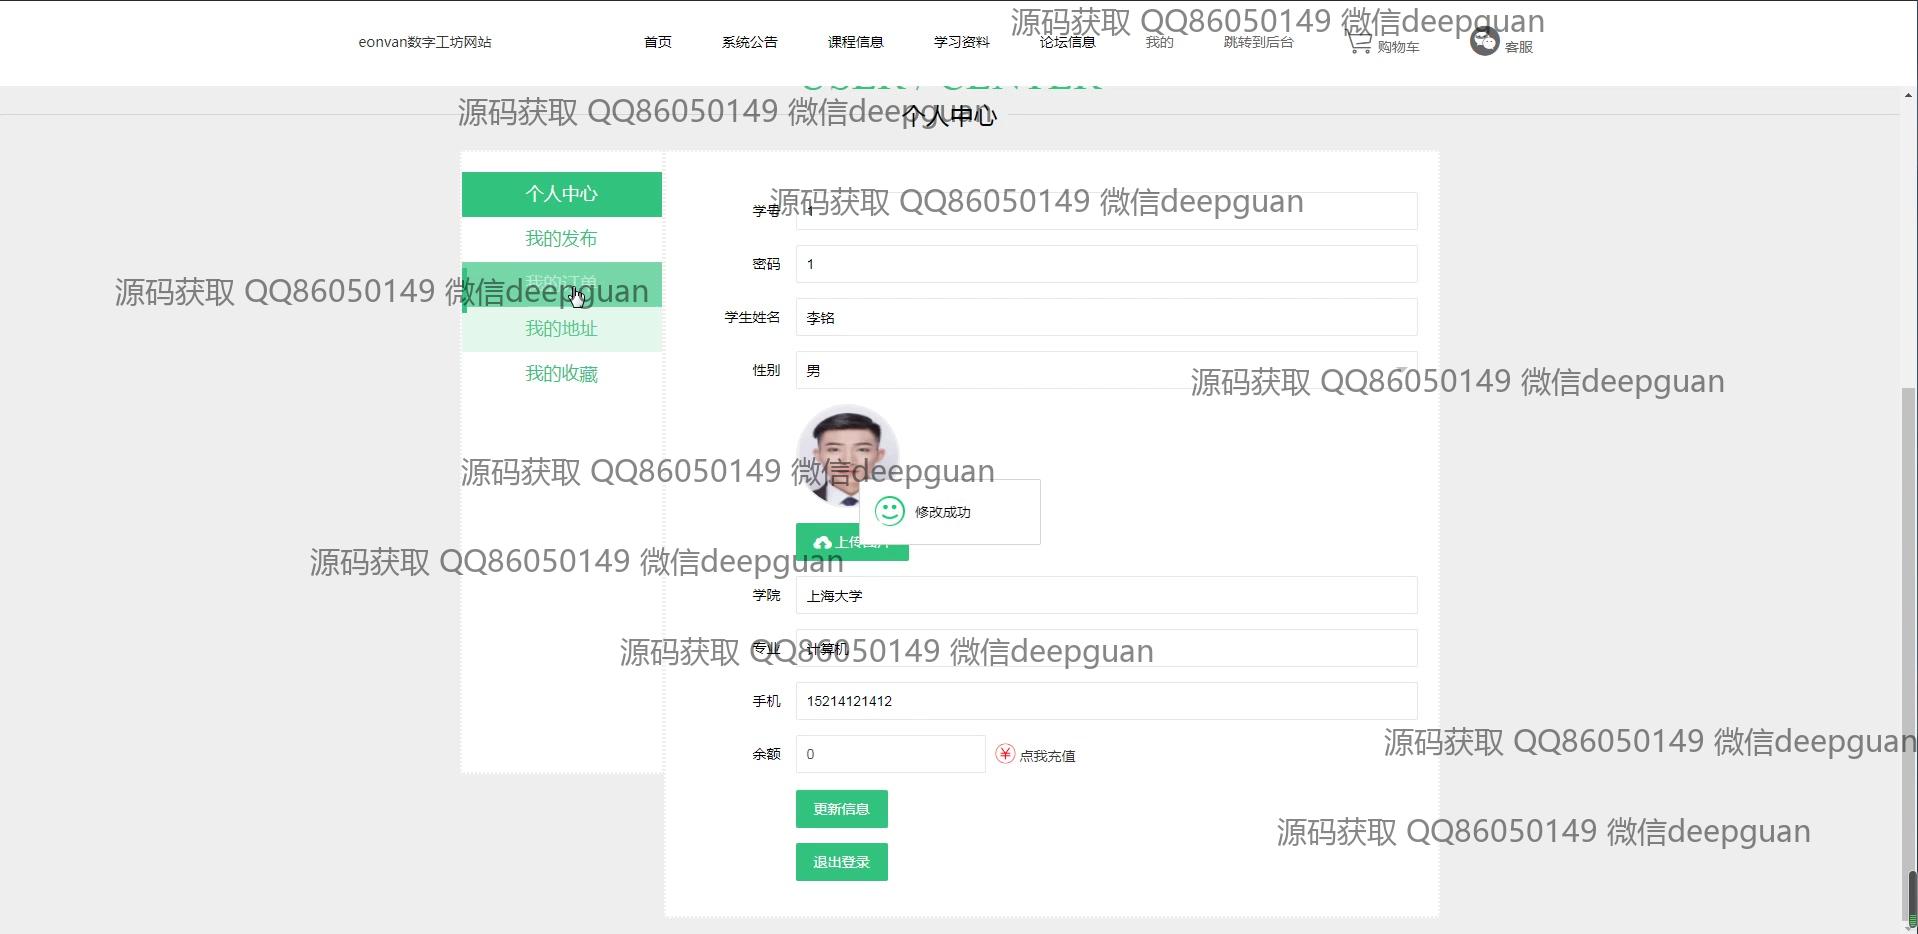 源码获取 QQ86050149 微信deepguan
eonvan数字工坊网站
首页
系统公告
课程信息
学习资料
论坛信息
我的
跳转到后台
购物车
客服
USER / CENTER
源码获取 QQ86050149 微信deepguan
个人中心
个人中心
我的发布
我的订单
我的地址
我的收藏
源码获取 QQ86050149 微信deepguan
学号 1
密码 1
源码获取 QQ86050149 微信deepguan
学生姓名 李铭
性别 男
源码获取 QQ86050149 微信deepguan
源码获取 QQ86050149 微信deepguan
修改成功
上传图片
源码获取 QQ86050149 微信deepguan
学院 上海大学
专业 计算机
源码获取 QQ86050149 微信deepguan
手机 15214121412
源码获取 QQ86050149 微信deepguan
余额 0 点我充值
更新信息
源码获取 QQ86050149 微信deepguan
退出登录